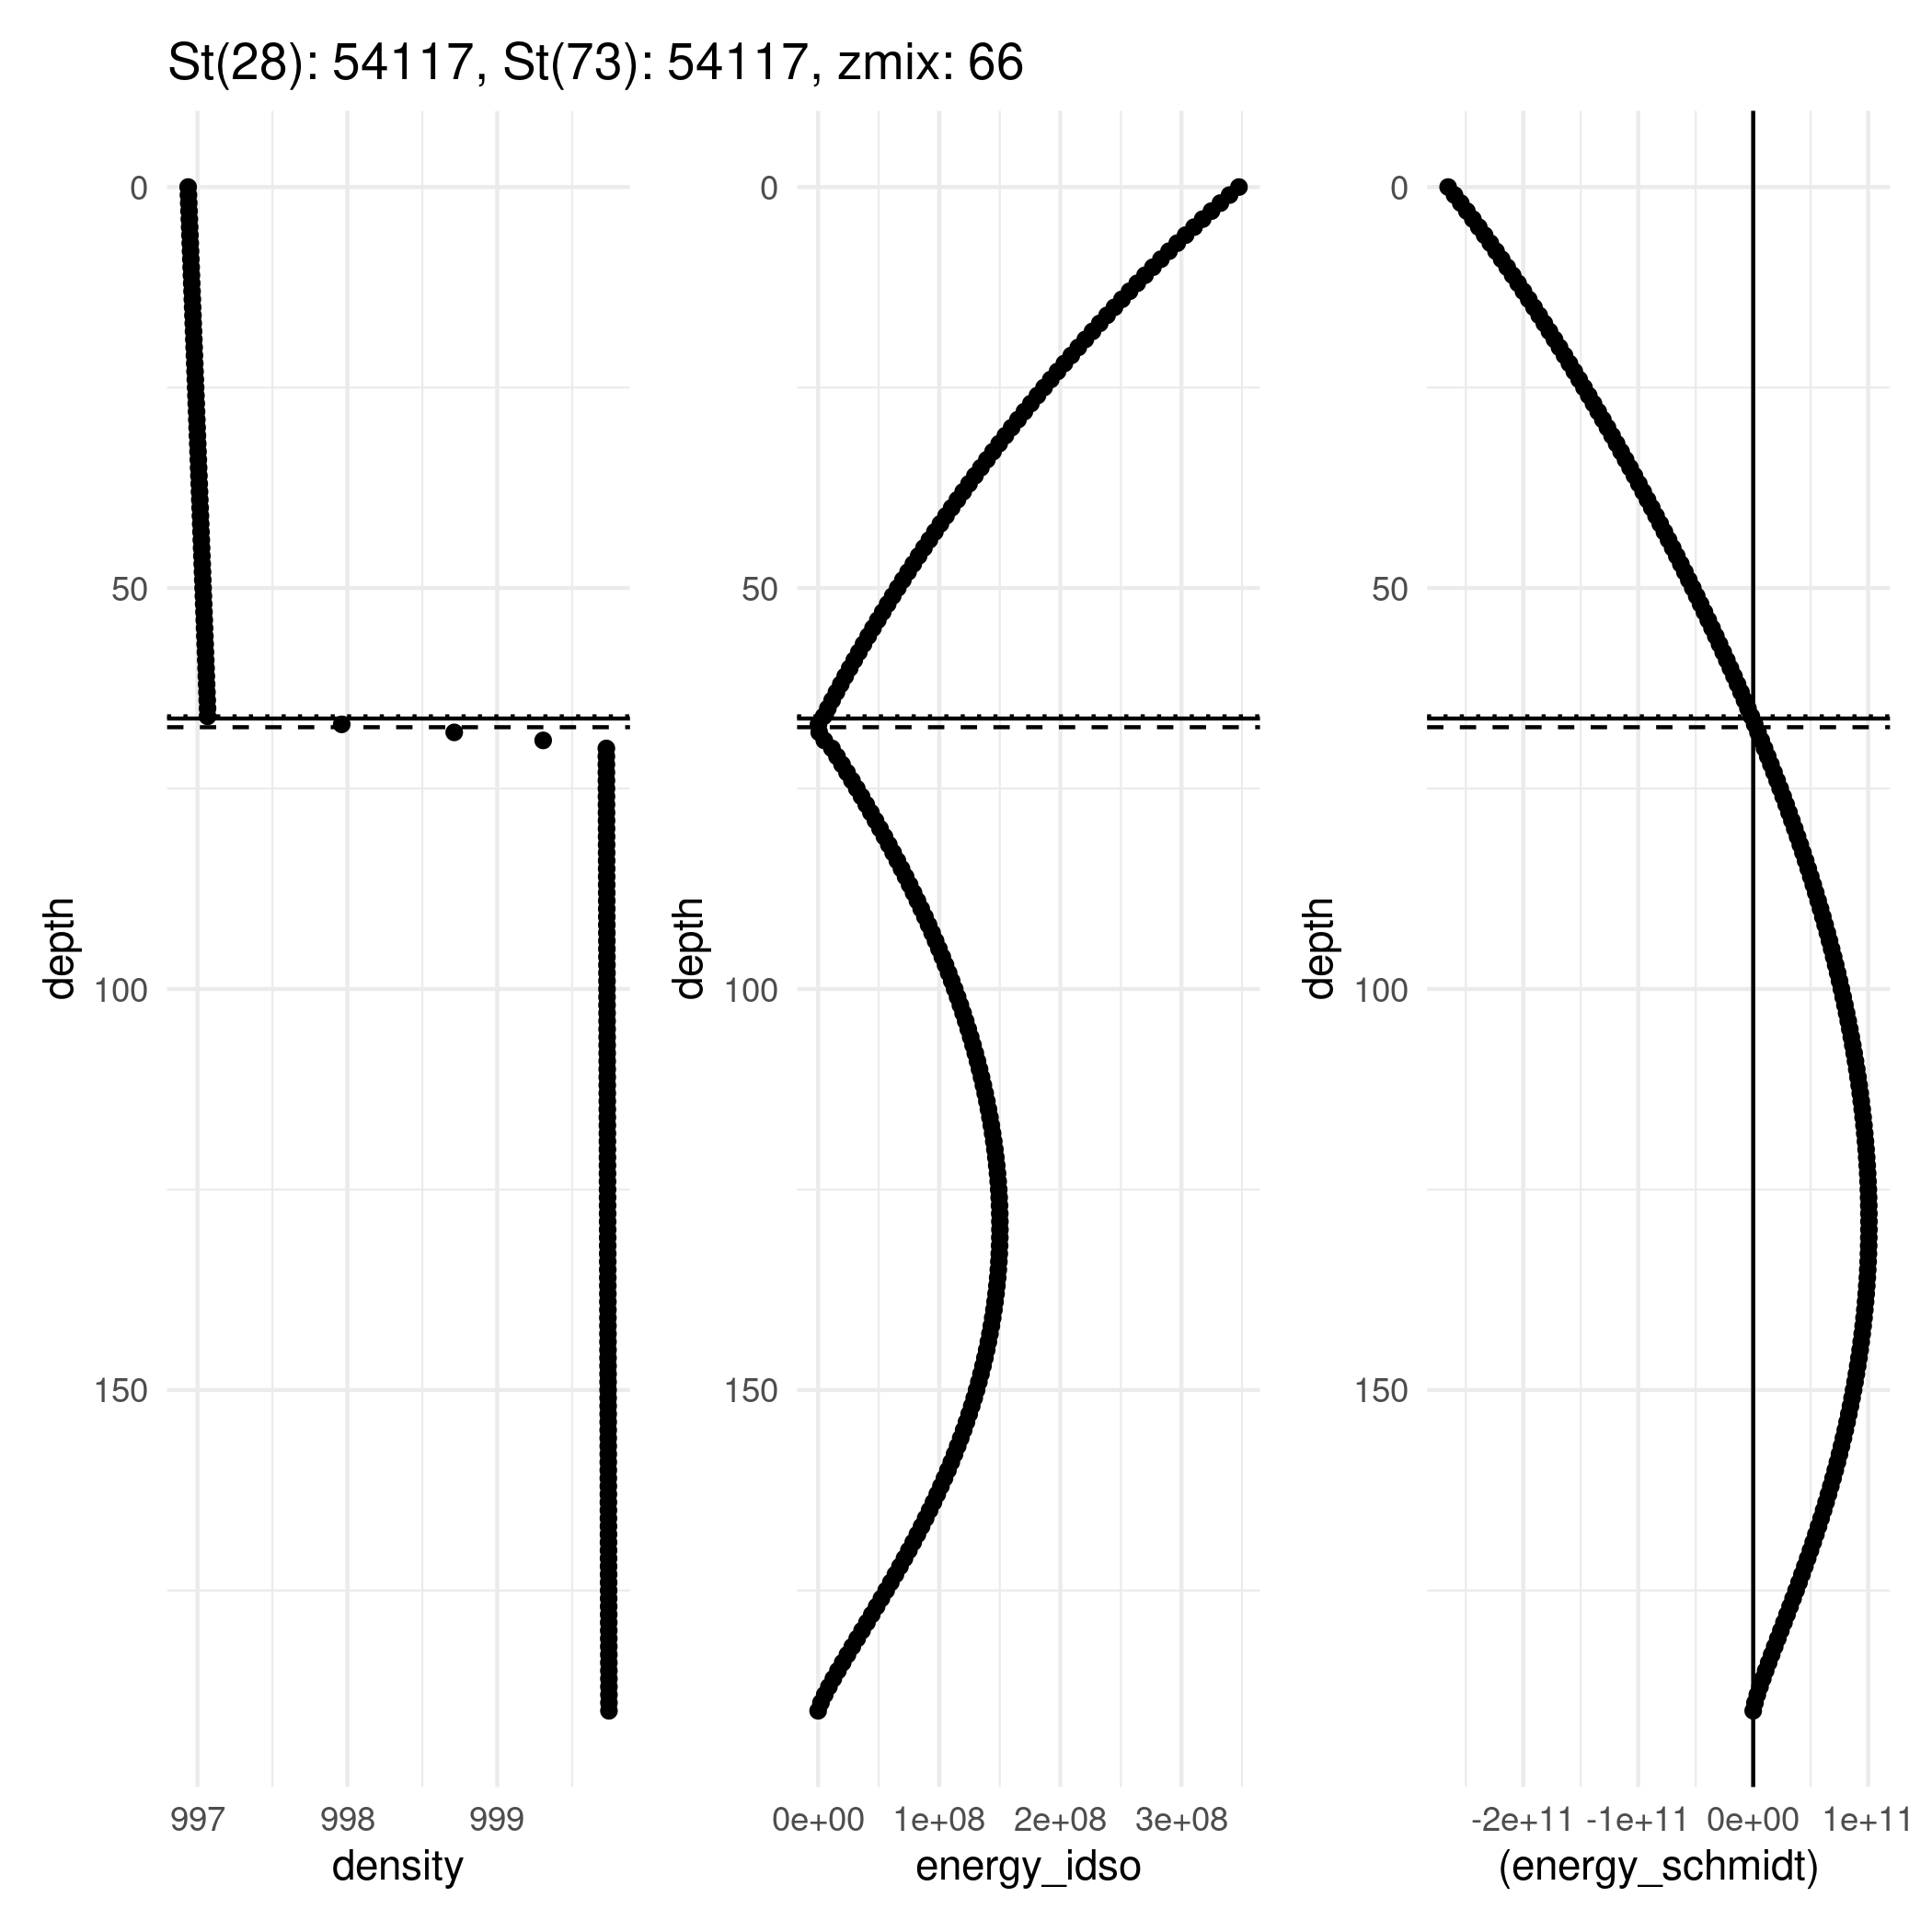 St(28): 54117, St(73): 54117, zmix: 66
0
50
100
150
depth
997 998 999
density
0
50
100
150
depth
0e+00 1e+08 2e+08 3e+08
energy_idso
0
50
100
150
depth
-2e+11 -1e+11 0e+00 1e+11
(energy_schmidt)